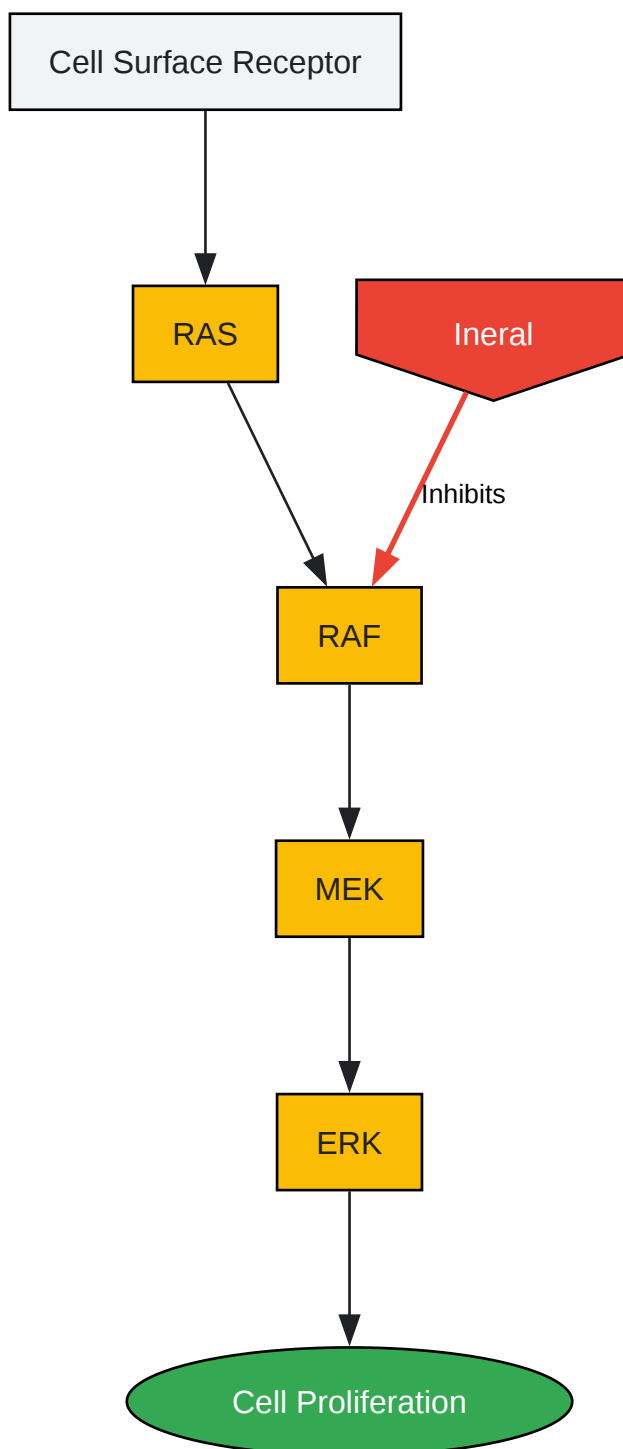 Cell Surface Receptor
RAS
Ineral
Inhibits
RAF
MEK
ERK
Cell Proliferation